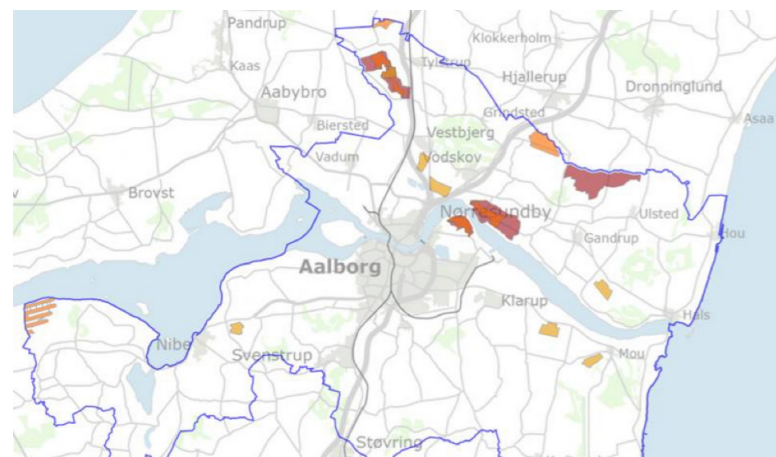 Pandrup
Klokkerholm
Kaas
Tylstrup
Hjallerup
Dronninglund
Aabybro
Grindsted
Asaa
Biersted
Vestbjerg
Vadum
Vodskov
Brovst
Nørresundby
Ulsted
Hou
Gandrup
Aalborg
Klarup
Hals
Nibe
Svenstrup
Mou
Støvring